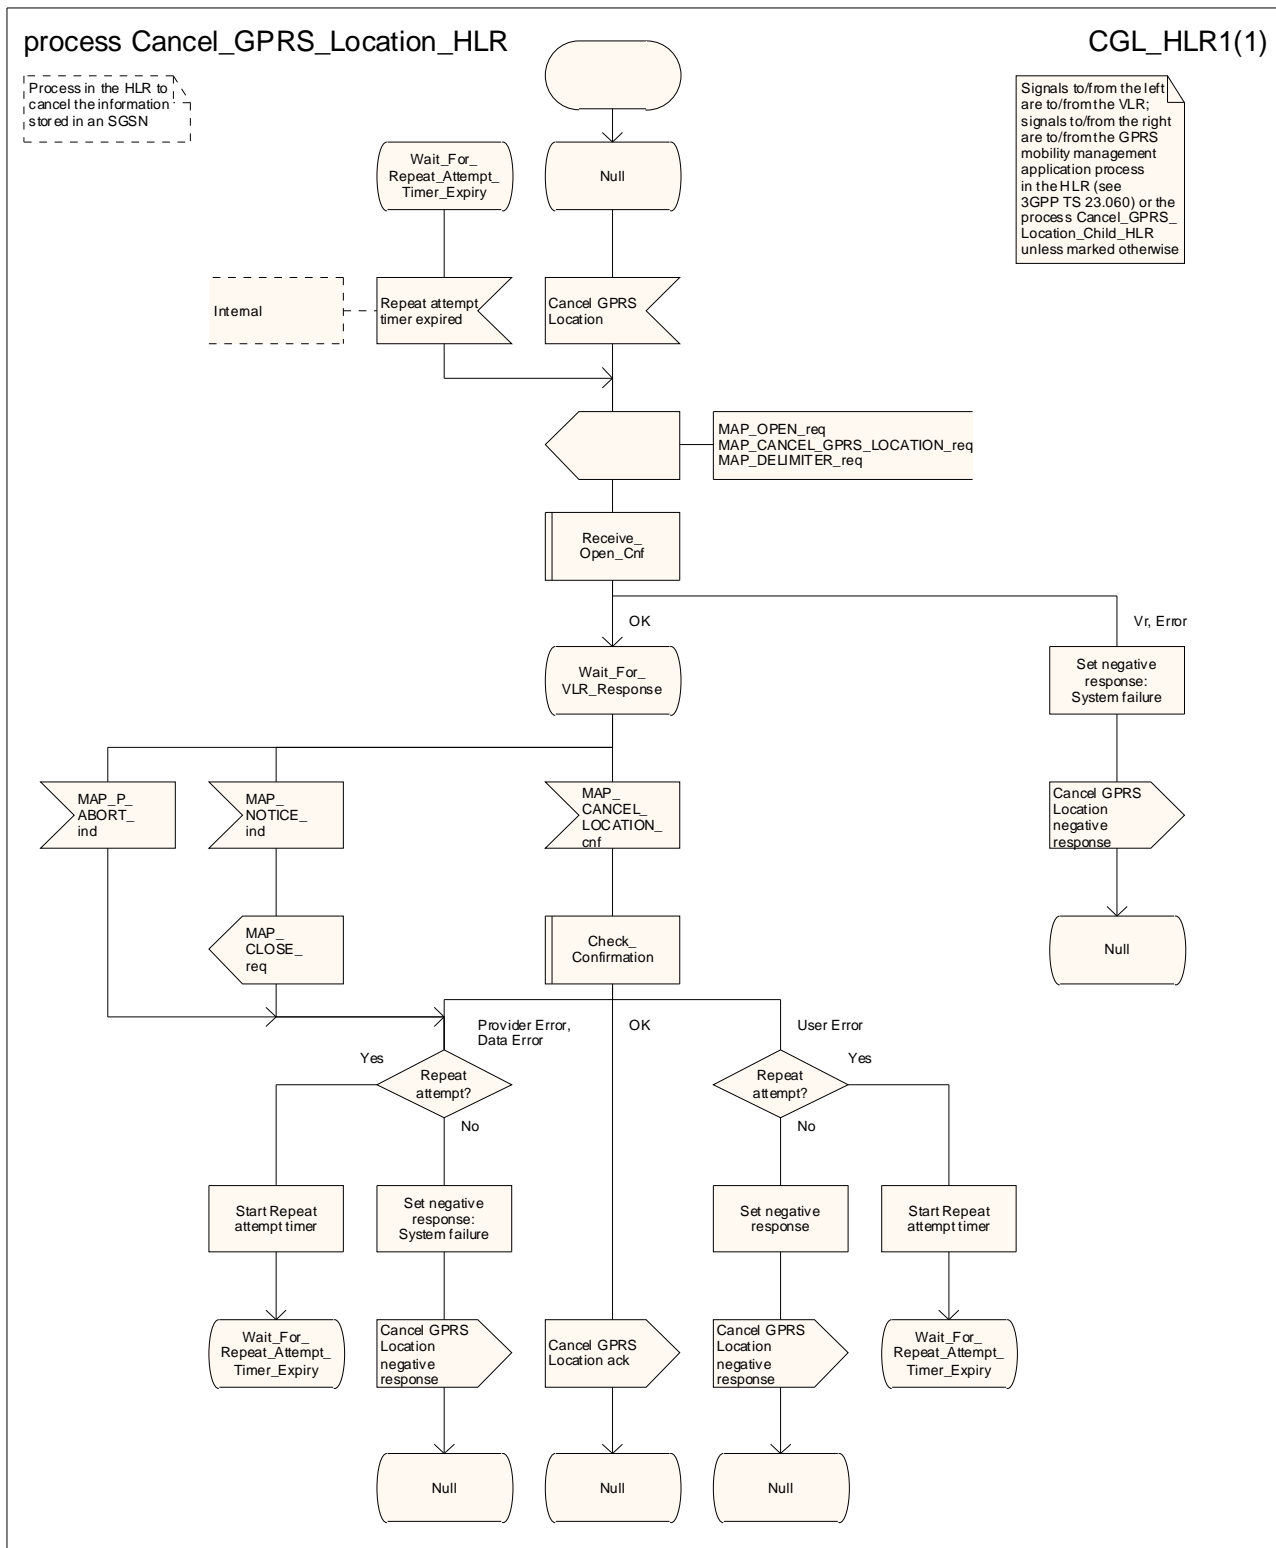 process Cancel_GPRS_Location_HLR
CGL_HLR1(1)
Process in the HLR to
cancel the information
stored in an SGSN
Signals to/from the left
are to/from the VLR;
signals to/from the right
are to/from the GPRS
mobility management
application process
in the HLR (see
3GPP TS 23.060) or the
process Cancel_GPRS_
Location_Child_HLR
unless marked otherwise
Wait_For_
Repeat_Attempt_
Timer_Expiry
Null
Internal
Repeat attempt
timer expired
Cancel GPRS
Location
MAP_OPEN_req
MAP_CANCEL_GPRS_LOCATION_req
MAP_DELIMITER_req
Receive_
Open_Cnf
OK
Vr, Error
Wait_For_
VLR_Response
Set negative
response:
System failure
MAP_P_
ABORT_
ind
MAP_
NOTICE_
ind
MAP_
CANCEL_
LOCATION_
cnf
Cancel GPRS
Location
negative
response
MAP_
CLOSE_
req
Check_
Confirmation
Null
Provider Error,
Data Error
OK
User Error
Yes
Repeat
attempt?
No
Yes
Repeat
attempt?
No
Start Repeat
attempt timer
Set negative
response:
System failure
Set negative
response
Start Repeat
attempt timer
Wait_For_
Repeat_Attempt_
Timer_Expiry
Cancel GPRS
Location
negative
response
Cancel GPRS
Location ack
Cancel GPRS
Location
negative
response
Wait_For_
Repeat_Attempt_
Timer_Expiry
Null
Null
Null